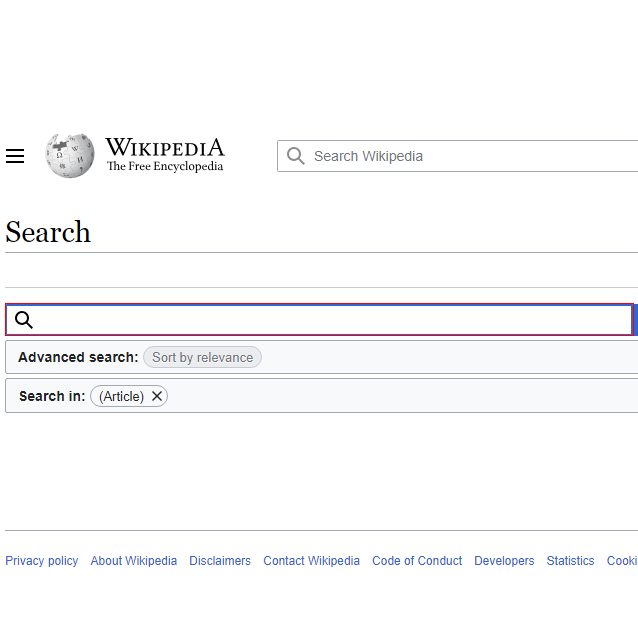 WIKIPEDIA
The Free Encyclopedia
Search Wikipedia
Search
Advanced search: Sort by relevance
Search in: (Article)
Privacy policy About Wikipedia Disclaimers Contact Wikipedia Code of Conduct Developers Statistics Cooki